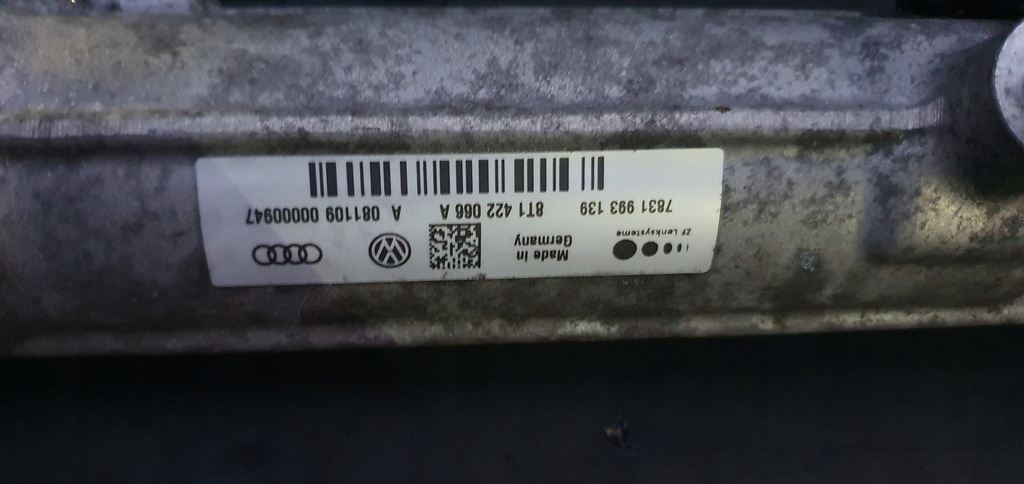 ZF Lenksysteme
Made in
Germany
7831 993 139 8T1 422 066 A A 081109 00000947